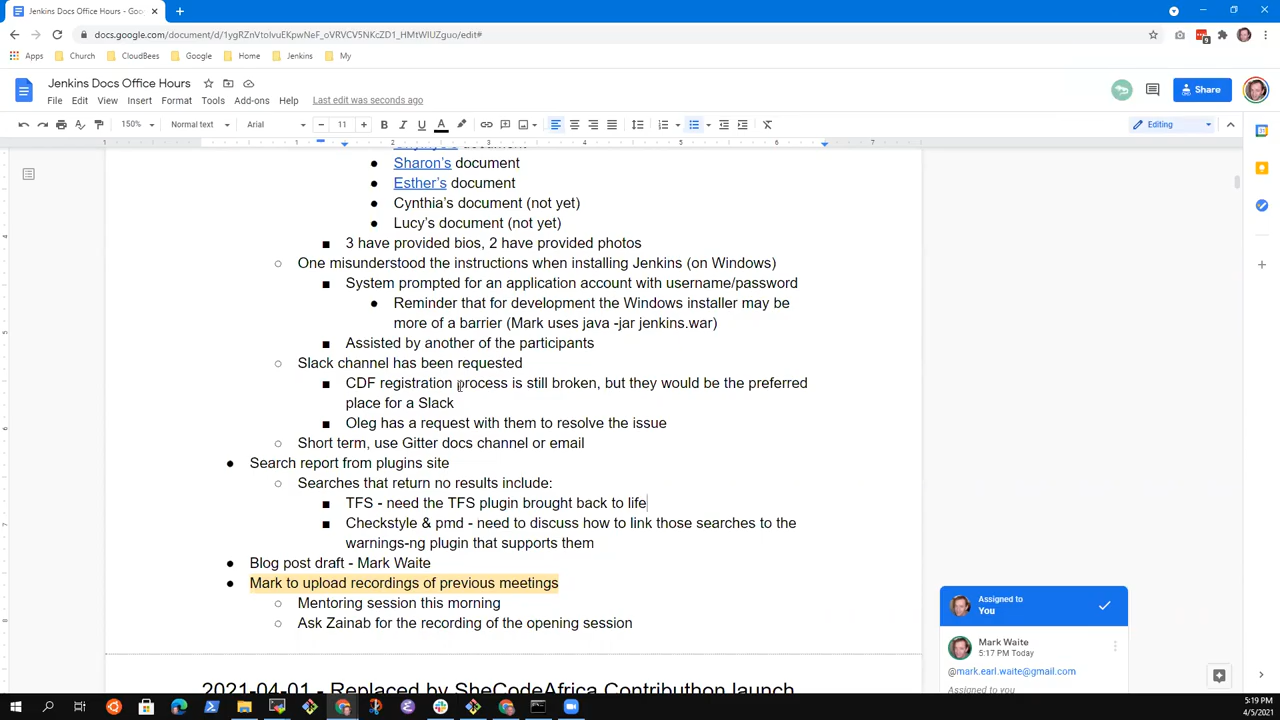 Jenkins Docs Office Hours - Goo
docs.google.com/document/d/1ygRZnVtoIvuEKpwNeF_oVRVCV5NKcZD1_HMtWIUZguo/edit#
Apps Church CloudBees Google Home Jenkins My
Jenkins Docs Office Hours
File Edit View Insert Format Tools Add-ons Help Last edit was seconds ago
Share
150% Normal text Arial 11 Editing
1 1 2 3 4 5 6 7
document
Sharon's document
Esther's document
Cynthia's document (not yet)
Lucy's document (not yet)
3 have provided bios, 2 have provided photos
One misunderstood the instructions when installing Jenkins (on Windows)
System prompted for an application account with username/password
Reminder that for development the Windows installer may be
more of a barrier (Mark uses java -jar jenkins.war)
Assisted by another of the participants
Slack channel has been requested
CDF registration process is still broken, but they would be the preferred
place for a Slack
Oleg has a request with them to resolve the issue
Short term, use Gitter docs channel or email
Search report from plugins site
Searches that return no results include:
TFS - need the TFS plugin brought back to life
Checkstyle & pmd - need to discuss how to link those searches to the
warnings-ng plugin that supports them
Blog post draft - Mark Waite
Mark to upload recordings of previous meetings
Mentoring session this morning
Ask Zainab for the recording of the opening session
2021-04-01 - Replaced by SheCodeAfrica Contributhon launch
Assigned to
You
Mark Waite
5:17 PM Today
@mark.earl.waite@gmail.com
Assigned to you
5:19 PM
4/5/2021